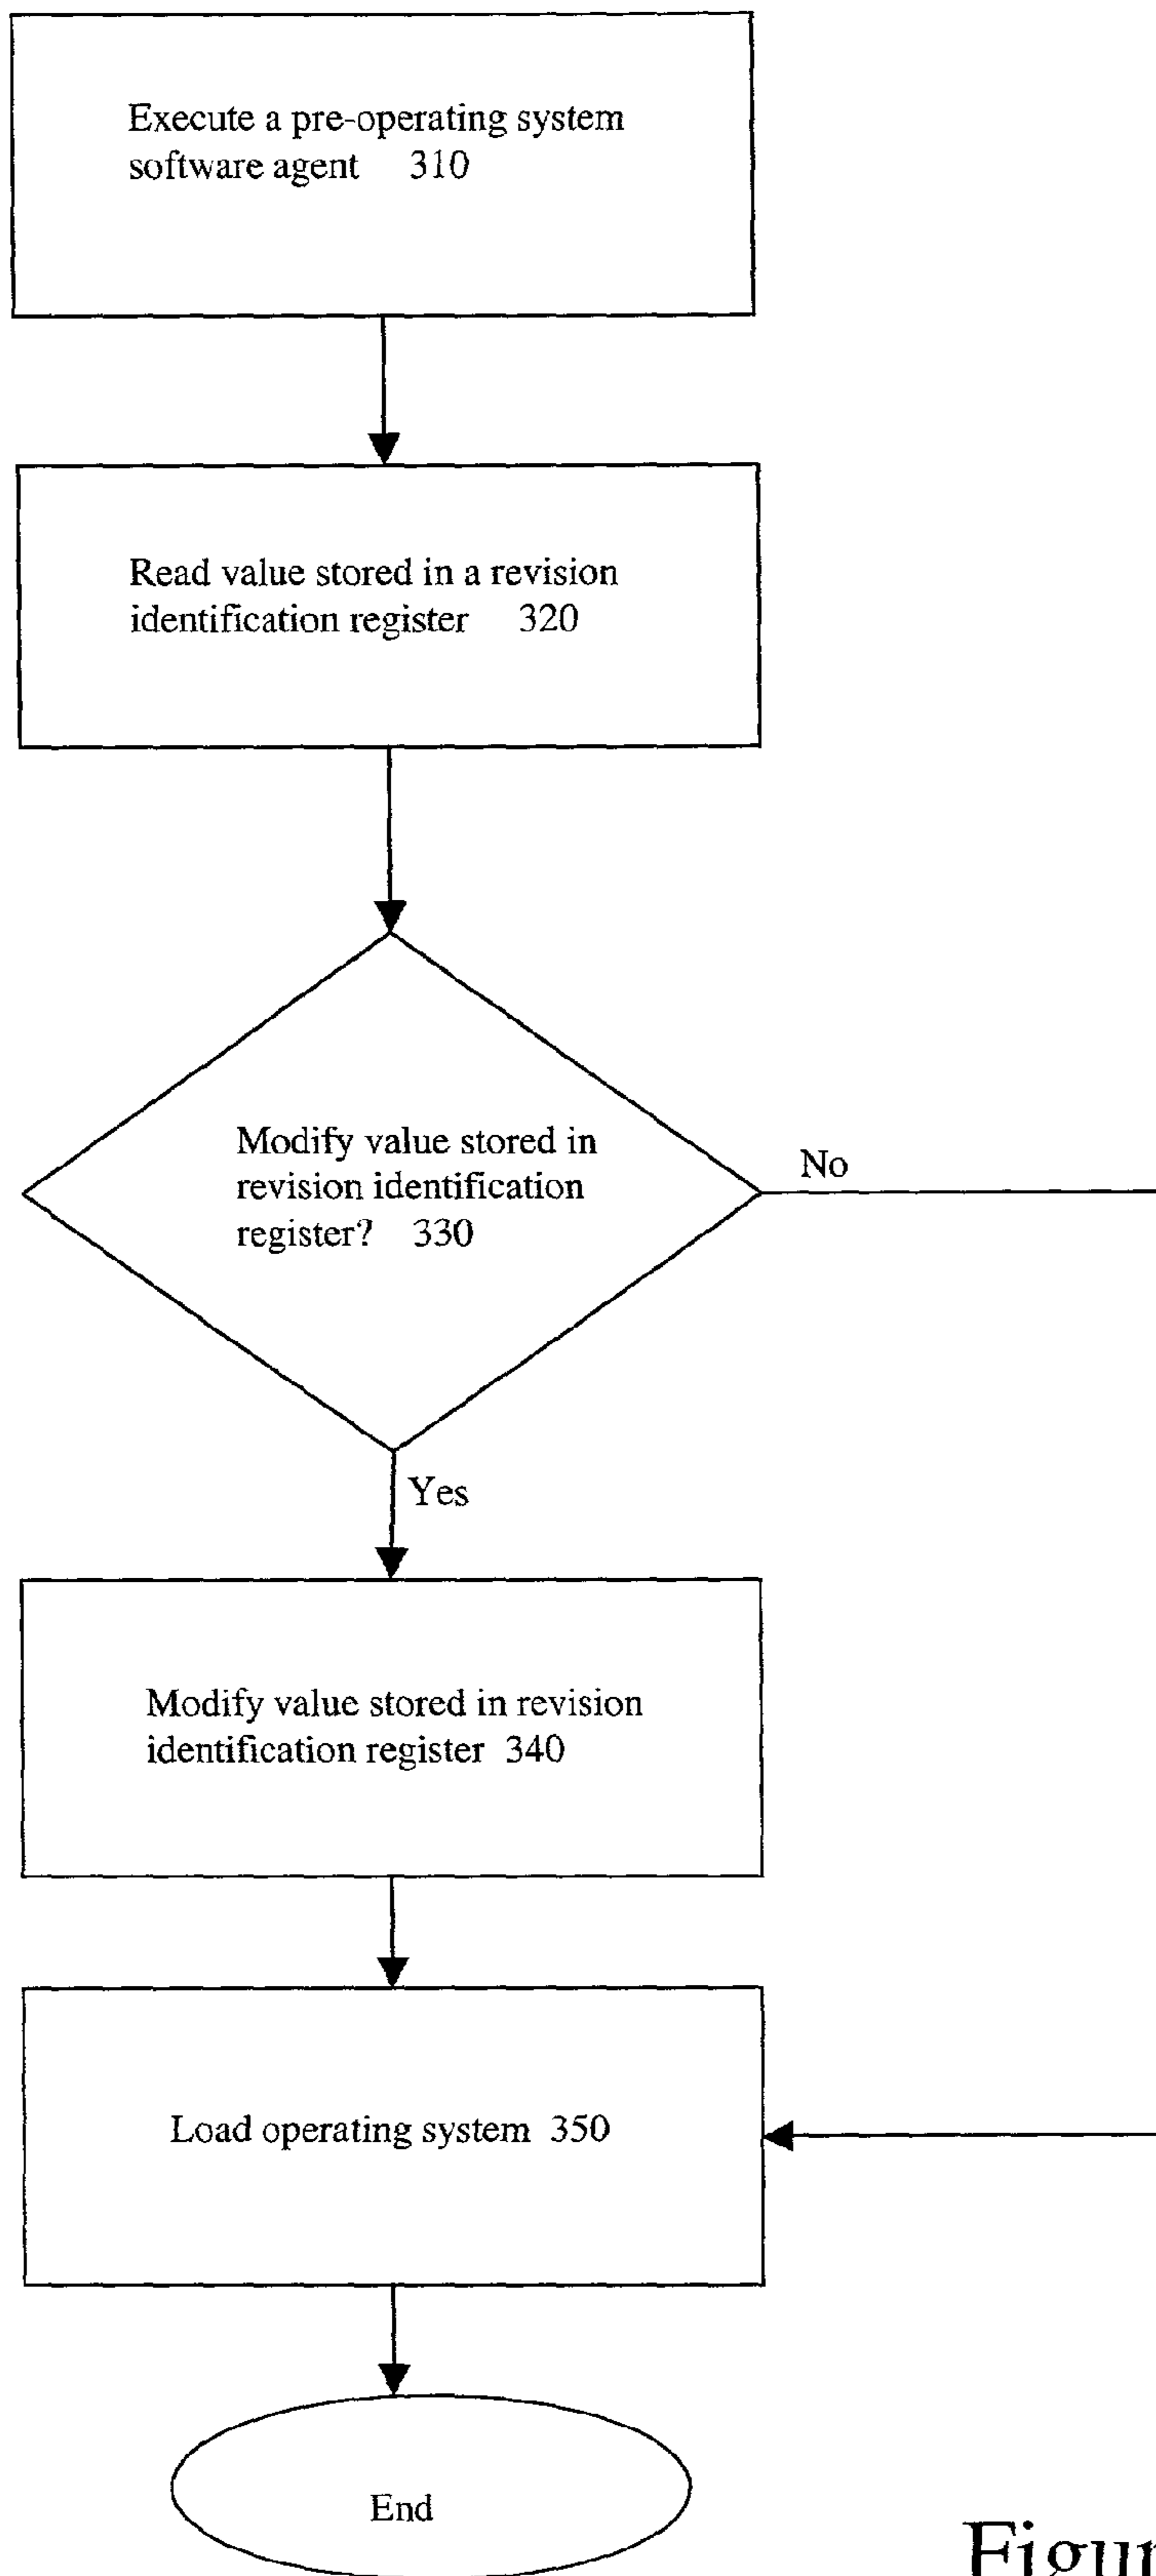 Execute a pre-operating system
software agent 310
Read value stored in a revision
identification register 320
Modify value stored in
revision identification
register? 330
No
Yes
Modify value stored in revision
identification register 340
Load operating system 350
End